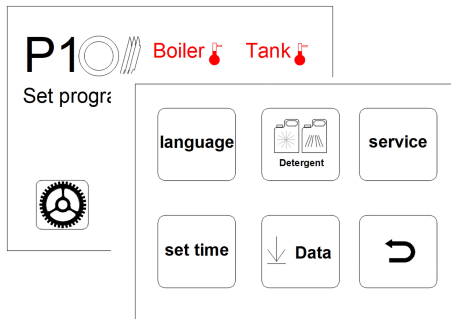 P1
Boiler Tank
Set progra
language
Detergent
service
set time
Data